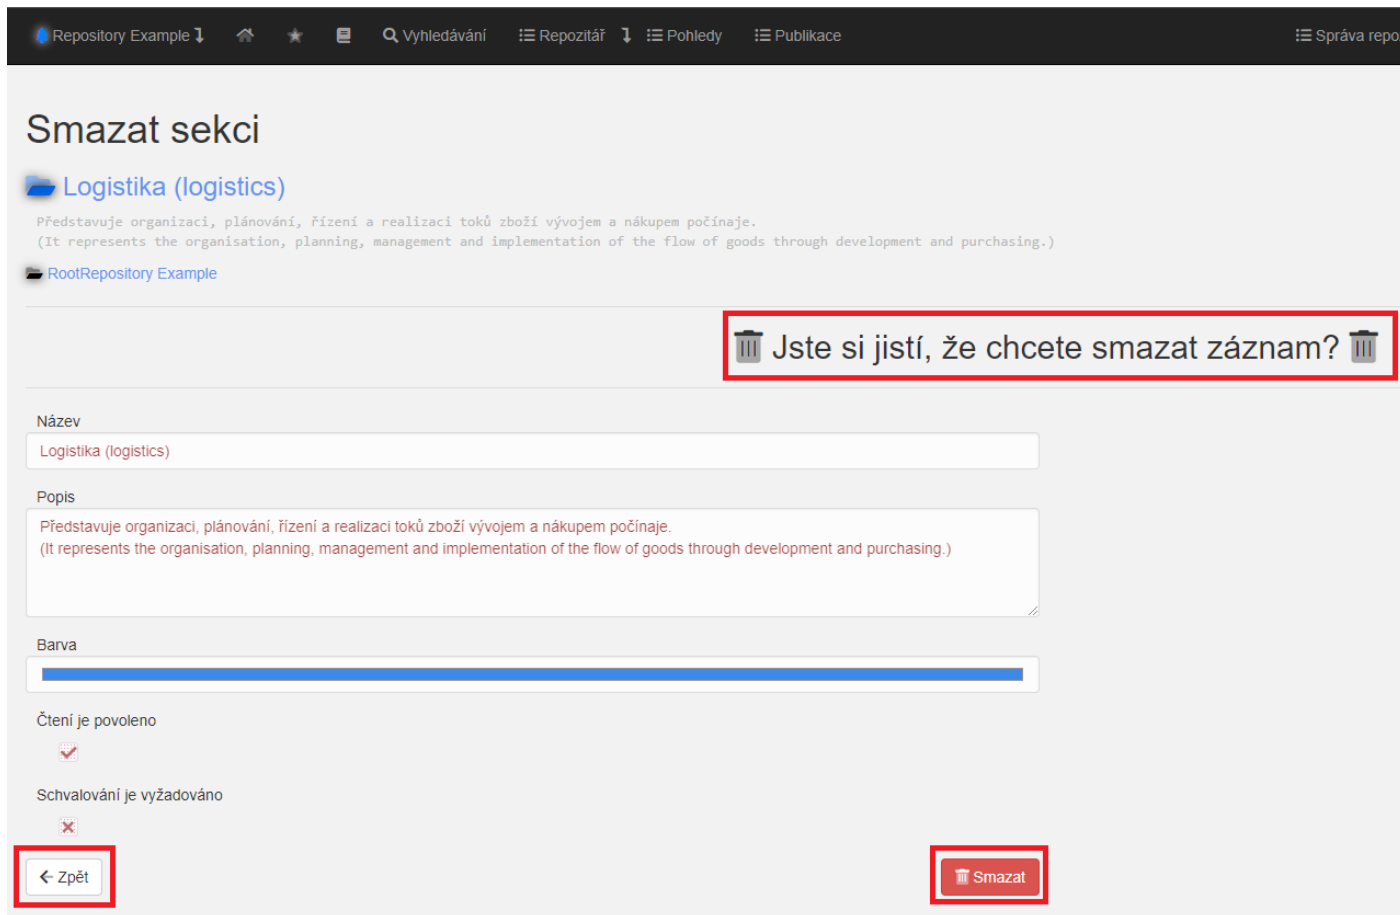 Repository Example
Vyhledávání
Repozitář
Pohledy
Publikace
Správa
Smazat sekci
Logistika (logistics)
Představuje organizaci, plánování, řízení a realizaci toků zboží vývojem a nákupem počínaje.
(It represents the organisation, planning, management and implementation of the flow of goods through development and purchasing.)
RootRepository Example
Jste si jistí, že chcete smazat záznam?
Název
Logistika (logistics)
Popis
Představuje organizaci, plánování, řízení a realizaci toků zboží vývojem a nákupem počínaje.
(It represents the organisation, planning, management and implementation of the flow of goods through development and purchasing.)
Barva
Čtení je povoleno
Schvalování je vyžadováno
Zpět
Smazat